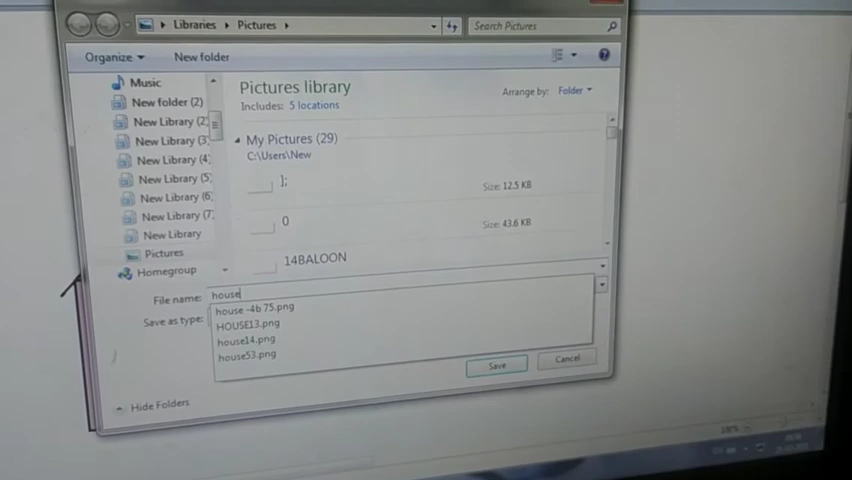 Libraries Pictures
Search Pictures
Organize
New folder
Music
New folder (2)
New Library (2)
New Library (3)
New Library (4)
New Library (5)
New Library (6)
New Library (7)
New Library
Pictures
Homegroup
Pictures library
Includes: 5 locations
Arrange by: Folder
My Pictures (29)
C:\Users\New
];
Size: 12.5 KB
0
Size: 43.6 KB
14BALOON
File name: house
Save as type:
house -4b 75.png
HOUSE13.png
house14.png
house53.png
Save
Cancel
Hide Folders
100%